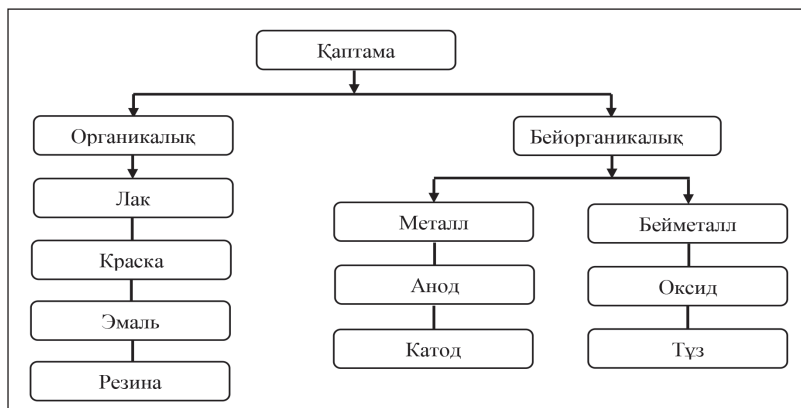 Қаптама
Органикалық
Бейорганикалық
Лак
Краска
Эмаль
Резина
Металл
Анод
Катод
Бейметалл
Оксид
Тұз